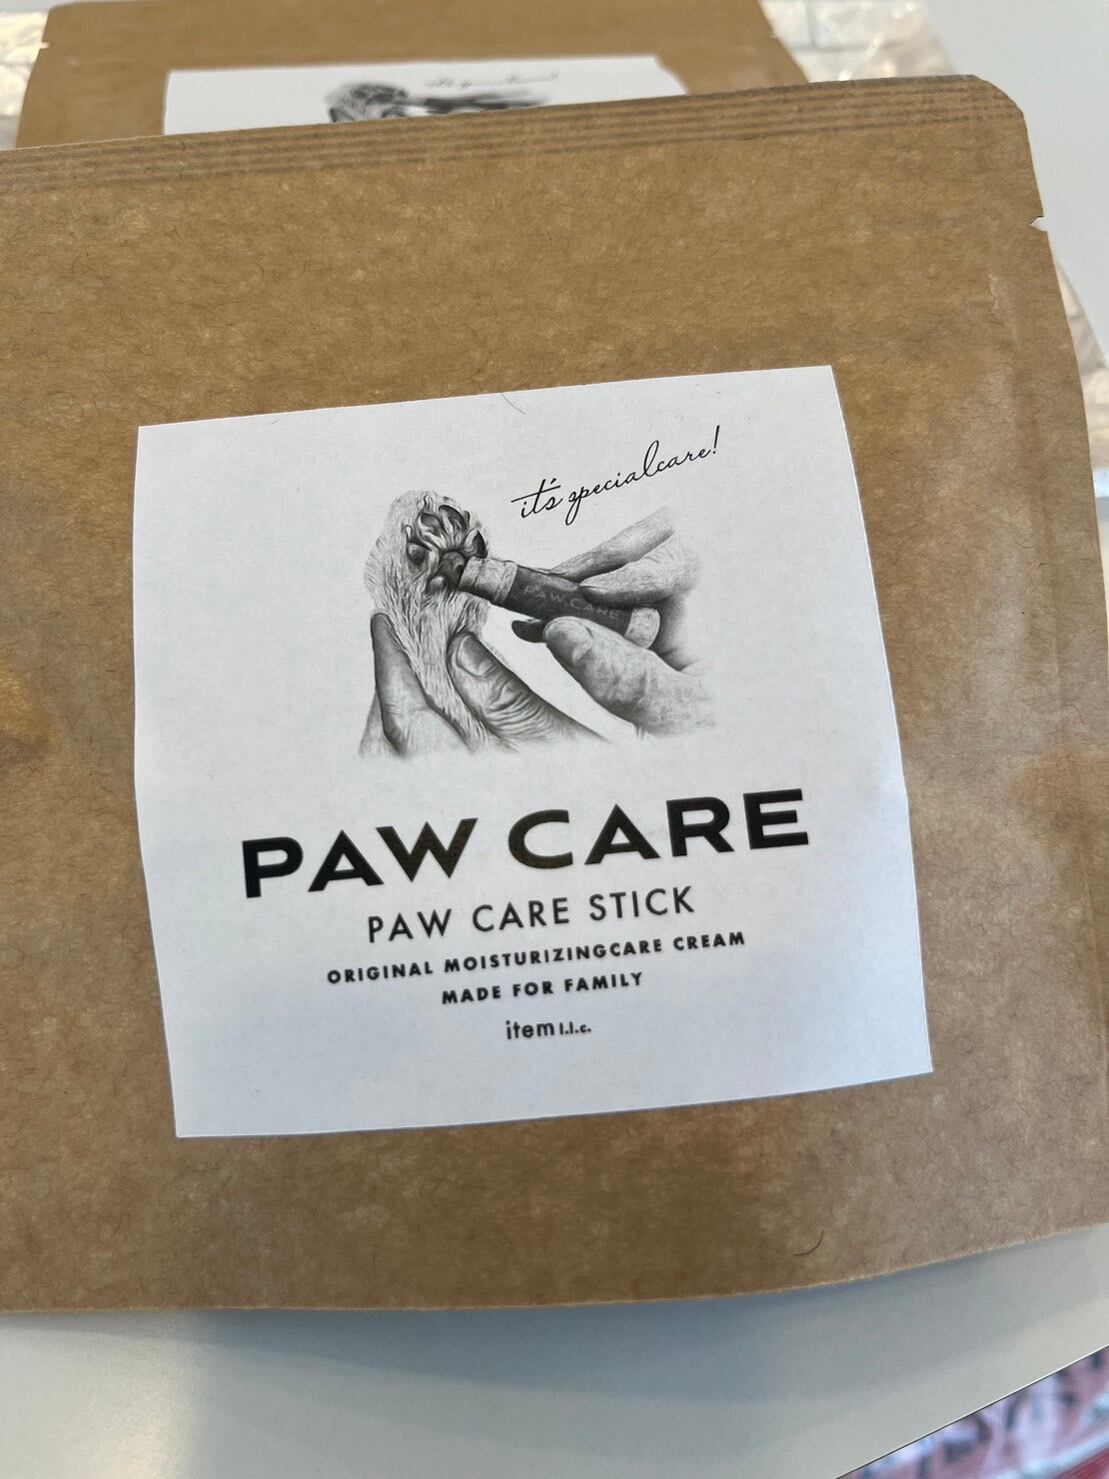 it's specialcare!
PAW CARE
PAW CARE
PAW CARE STICK
ORIGINAL MOISTURIZINGCARE CREAM
MADE FOR FAMILY
item l.l.c.